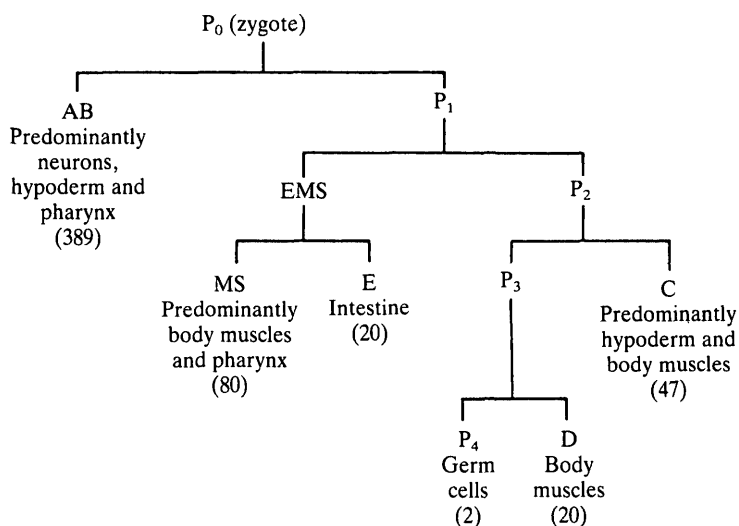 P₀ (zygote)
AB
Predominantly
neurons,
hypoderm and
pharynx
(389)
P₁
EMS
P₂
MS
Predominantly
body muscles
and pharynx
(80)
E
Intestine
(20)
P₃
C
Predominantly
hypoderm and
body muscles
(47)
P₄
Germ
cells
(2)
D
Body
muscles
(20)